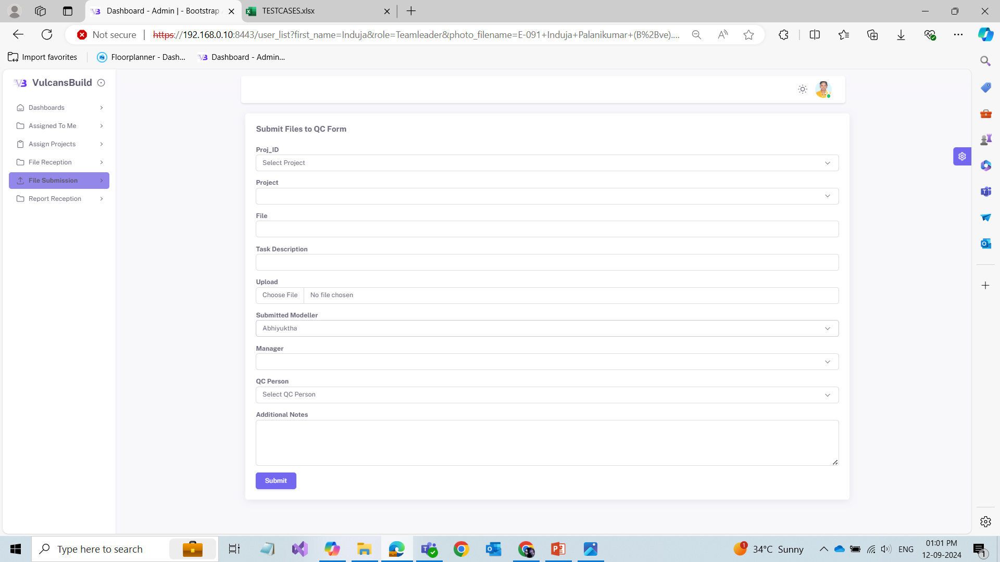 Dashboard - Admin | - Bootstrap
TESTCASES.xlsx
Not secure
https://192.168.0.10:8443/user_list?first_name=Induja&role=Teamleader&photo_filename=E-091+Induja+Palanikumar+(B%2Bve)....
Import favorites
Floorplanner - Dash...
Dashboard - Admin...
VulcansBuild
Dashboards
Assigned To Me
Assign Projects
File Reception
File Submission
Report Reception
Submit Files to QC Form
Proj_ID
Select Project
Project
File
Task Description
Upload
Choose File
No file chosen
Submitted Modeller
Abhiyuktha
Manager
QC Person
Select QC Person
Additional Notes
Submit
Type here to search
1
34°C Sunny
ENG
01:01 PM
12-09-2024
1